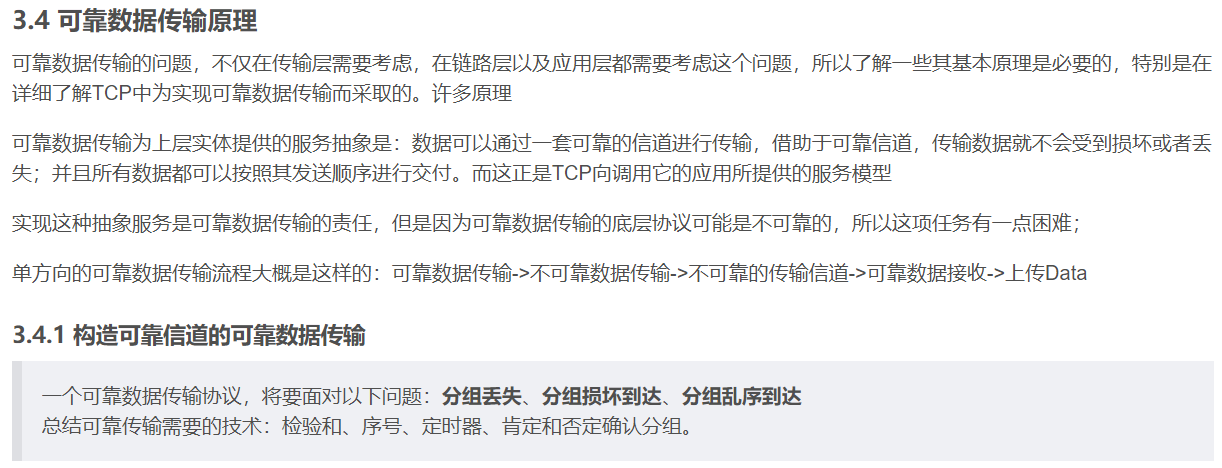 3.4 可靠数据传输原理
可靠数据传输的问题，不仅在传输层需要考虑，在链路层以及应用层都需要考虑这个问题，所以了解一些其基本原理是必要的，特别是在
详细了解TCP中为实现可靠数据传输而采取的。许多原理
可靠数据传输为上层实体提供的服务抽象是：数据可以通过一套可靠的信道进行传输，借助于可靠信道，传输数据就不会受到损坏或者丢
失；并且所有数据都可以按照其发送顺序进行交付。而这正是TCP向调用它的应用所提供的服务模型
实现这种抽象服务是可靠数据传输的责任，但是因为可靠数据传输的底层协议可能是不可靠的，所以这项任务有一点困难；
单方向的可靠数据传输流程大概是这样的：可靠数据传输->不可靠数据传输->不可靠的传输信道->可靠数据接收->上传Data
3.4.1 构造可靠信道的可靠数据传输
一个可靠数据传输协议，将要面对以下问题：分组丢失、分组损坏到达、分组乱序到达
总结可靠传输需要的技术：检验和、序号、定时器、肯定和否定确认分组。